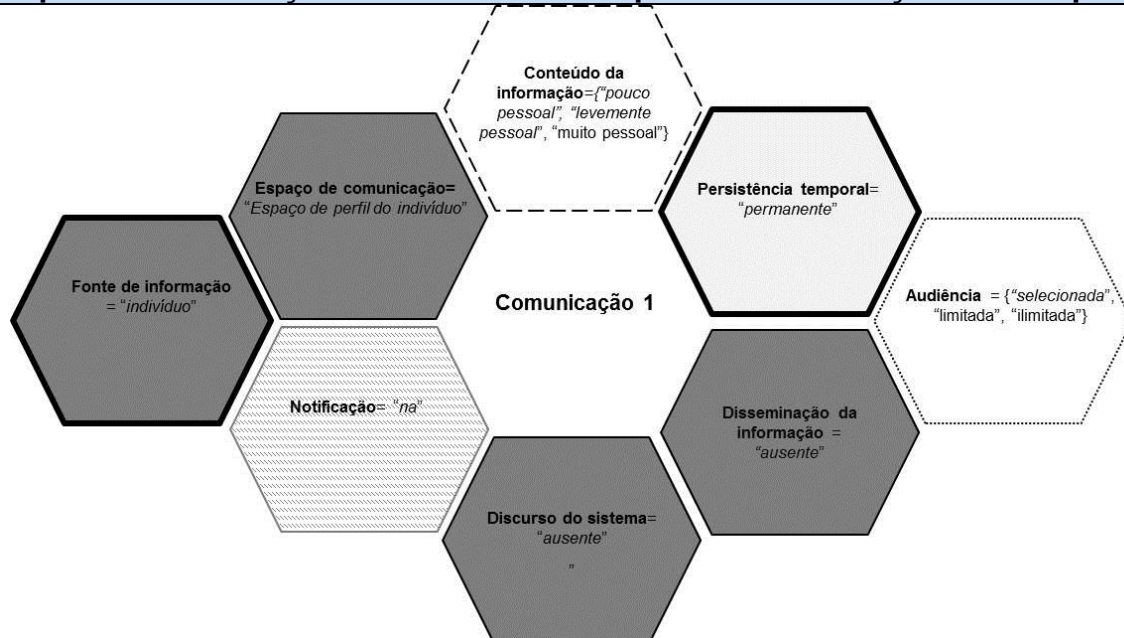 Conteúdo da
informação={“pouco
pessoal”, “levemente
pessoal”, “muito pessoal”}
Espaço de comunicação=
“Espaço de perfil do indivíduo”
Persistência temporal=
“permanente”
Fonte de informação
= “indivíduo”
Comunicação 1
Audiência = {“selecionada”,
“limitada”, “ilimitada”}
Notificação= “na”
Disseminação da
informação =
“ausente”
Discurso do sistema=
“ausente”
”